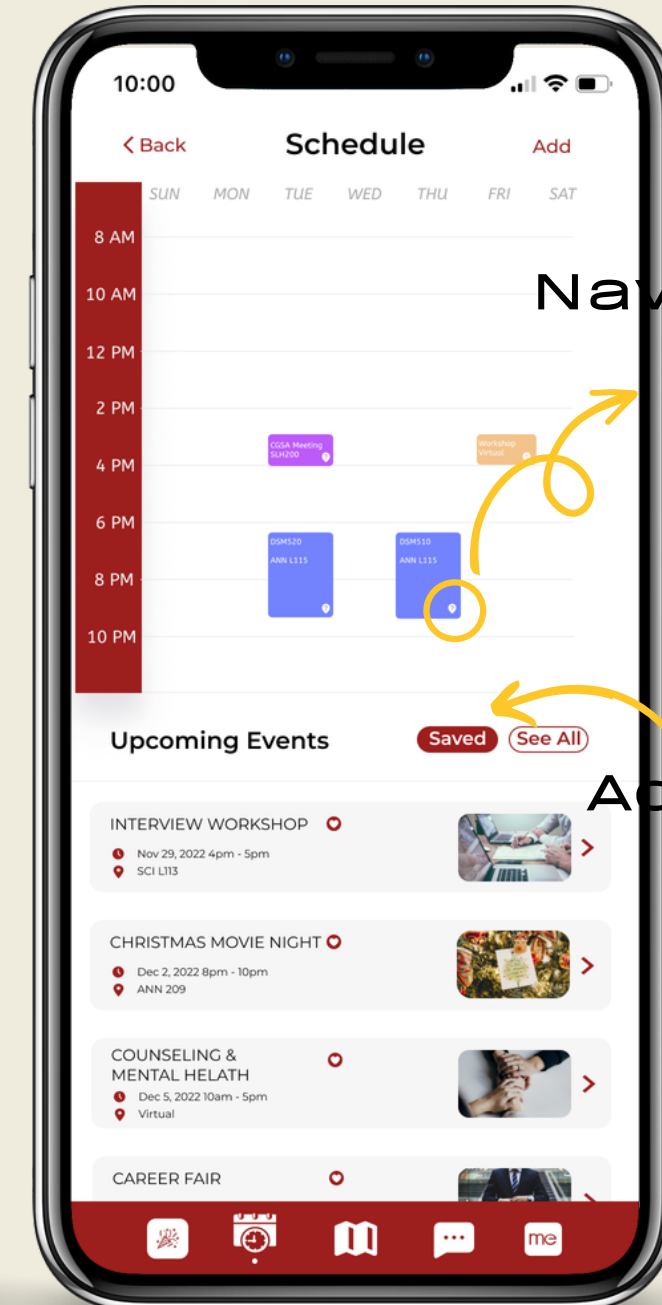 10:00
Back
Schedule
Add
SUN MON TUE WED THU FRI SAT
8 AM
10 AM
Nav
12 PM
2 PM
CGSA Meeting
SLH200
Workshop
Virtual
4 PM
6 PM
DSM520
ANN L115
DSM510
ANN L115
8 PM
10 PM
Upcoming Events
Saved
See All
INTERVIEW WORKSHOP
Nov 29, 2022 4pm - 5pm
SCI L113
CHRISTMAS MOVIE NIGHT
Dec 2, 2022 8pm - 10pm
ANN 209
COUNSELING &
MENTAL HELATH
Dec 5, 2022 10am - 5pm
Virtual
CAREER FAIR
me